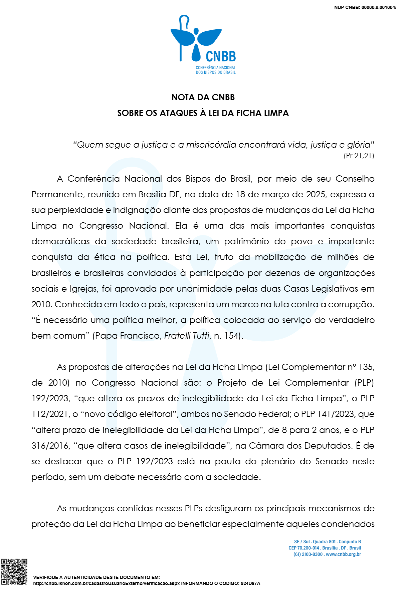 CNBB
CONFERÊNCIA NACIONAL
DOS BISPOS DO BRASIL
NOTA DA CNBB
SOBRE OS ATAQUES À LEI DA FICHA LIMPA
“Quem segue a justiça e a misericórdia encontrará vida, justiça e glória”
(Pr 21,21)
A Conferência Nacional dos Bispos do Brasil, por meio de seu Conselho
Permanente, reunido em Brasília-DF, na data de 18 de março de 2025, expressa a
sua perplexidade e indignação diante das propostas de mudanças da Lei da Ficha
Limpa no Congresso Nacional. Ela é uma das mais importantes conquistas
democráticas da sociedade brasileira, um patrimônio do povo e importante
conquista da ética na política. Esta Lei, fruto da mobilização de milhões de
brasileiros e brasileiras convidados à participação por dezenas de organizações
sociais e Igrejas, foi aprovada por unanimidade pelas duas Casas Legislativas em
2010. Conhecida em todo o país, representa um marco na luta contra a corrupção.
“É necessária uma política melhor, a política colocada ao serviço do verdadeiro
bem comum” (Papa Francisco, Fratelli Tutti, n. 154).
As propostas de alterações na Lei da Ficha Limpa (Lei Complementar nº 135,
de 2010) no Congresso Nacional são: o Projeto de Lei Complementar (PLP)
192/2023, “que altera os prazos de inelegibilidade da Lei da Ficha Limpa”, o PLP
112/2021, o “novo código eleitoral”, ambos no Senado Federal; o PLP 141/2023, que
“altera prazo de inelegibilidade da Lei da Ficha Limpa”, de 8 para 2 anos, e o PLP
316/2016, “que altera casos de inelegibilidade”, na Câmara dos Deputados. É de
se destacar que o PLP 192/2023 está na pauta do plenário do Senado neste
período, sem um debate necessário com a sociedade.
As mudanças contidas nesses PLPs desfiguram os principais mecanismos de
proteção da Lei da Ficha Limpa ao beneficiar especialmente aqueles condenados
SE / Sul . Quadra 801 . Conjunto B
CEP 70.200-014 . Brasília . DF . Brasil
(61) 2103-8300 . www.cnbb.org.br
VERIFIQUE A AUTENTICIDADE DESTE DOCUMENTO EM:
INFORMANDO O CÓDIGO: